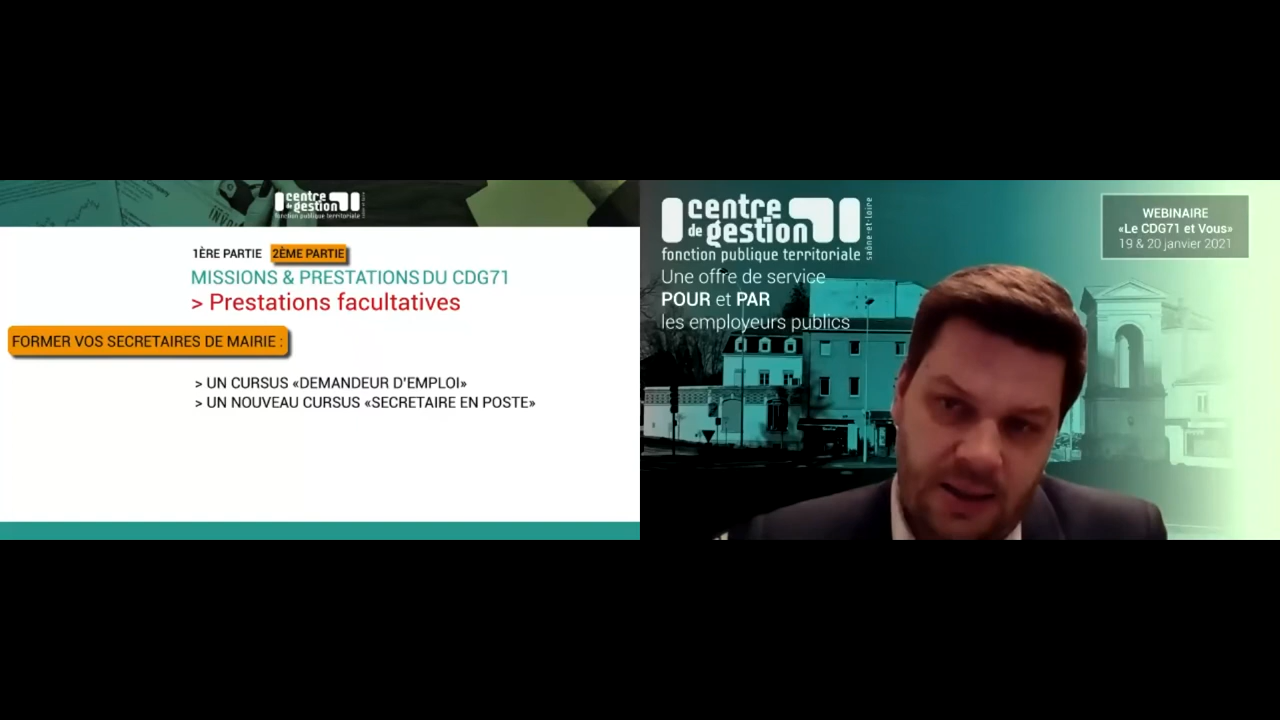 centre
de gestion 71
fonction publique territoriale
1ÈRE PARTIE 2ÈME PARTIE
MISSIONS & PRESTATIONS DU CDG71
> Prestations facultatives
FORMER VOS SECRETAIRES DE MAIRIE :
> UN CURSUS «DEMANDEUR D'EMPLOI»
> UN NOUVEAU CURSUS «SECRETAIRE EN POSTE»
centre
de gestion 71
fonction publique territoriale
saône-et-loire
Une offre de service
POUR et PAR
les employeurs publics
WEBINAIRE
«Le CDG71 et Vous»
19 & 20 janvier 2021